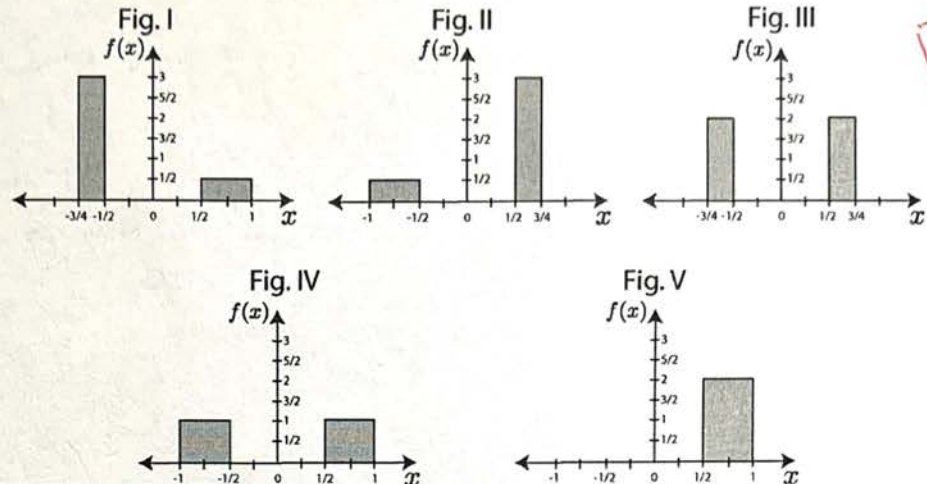 Fig. I
f(x)
3
5/2
2
3/2
1
1/2
-3/4 -1/2 0 1/2 1 x
Fig. II
f(x)
3
5/2
2
3/2
1
1/2
-1 -1/2 0 1/2 3/4 x
Fig. III
f(x)
3
5/2
2
3/2
1
1/2
-3/4 -1/2 0 1/2 3/4 x
Fig. IV
f(x)
3
5/2
2
3/2
1
1/2
-1 -1/2 0 1/2 1 x
Fig. V
f(x)
3
5/2
2
3/2
1
1/2
-1 -1/2 0 1/2 1 x